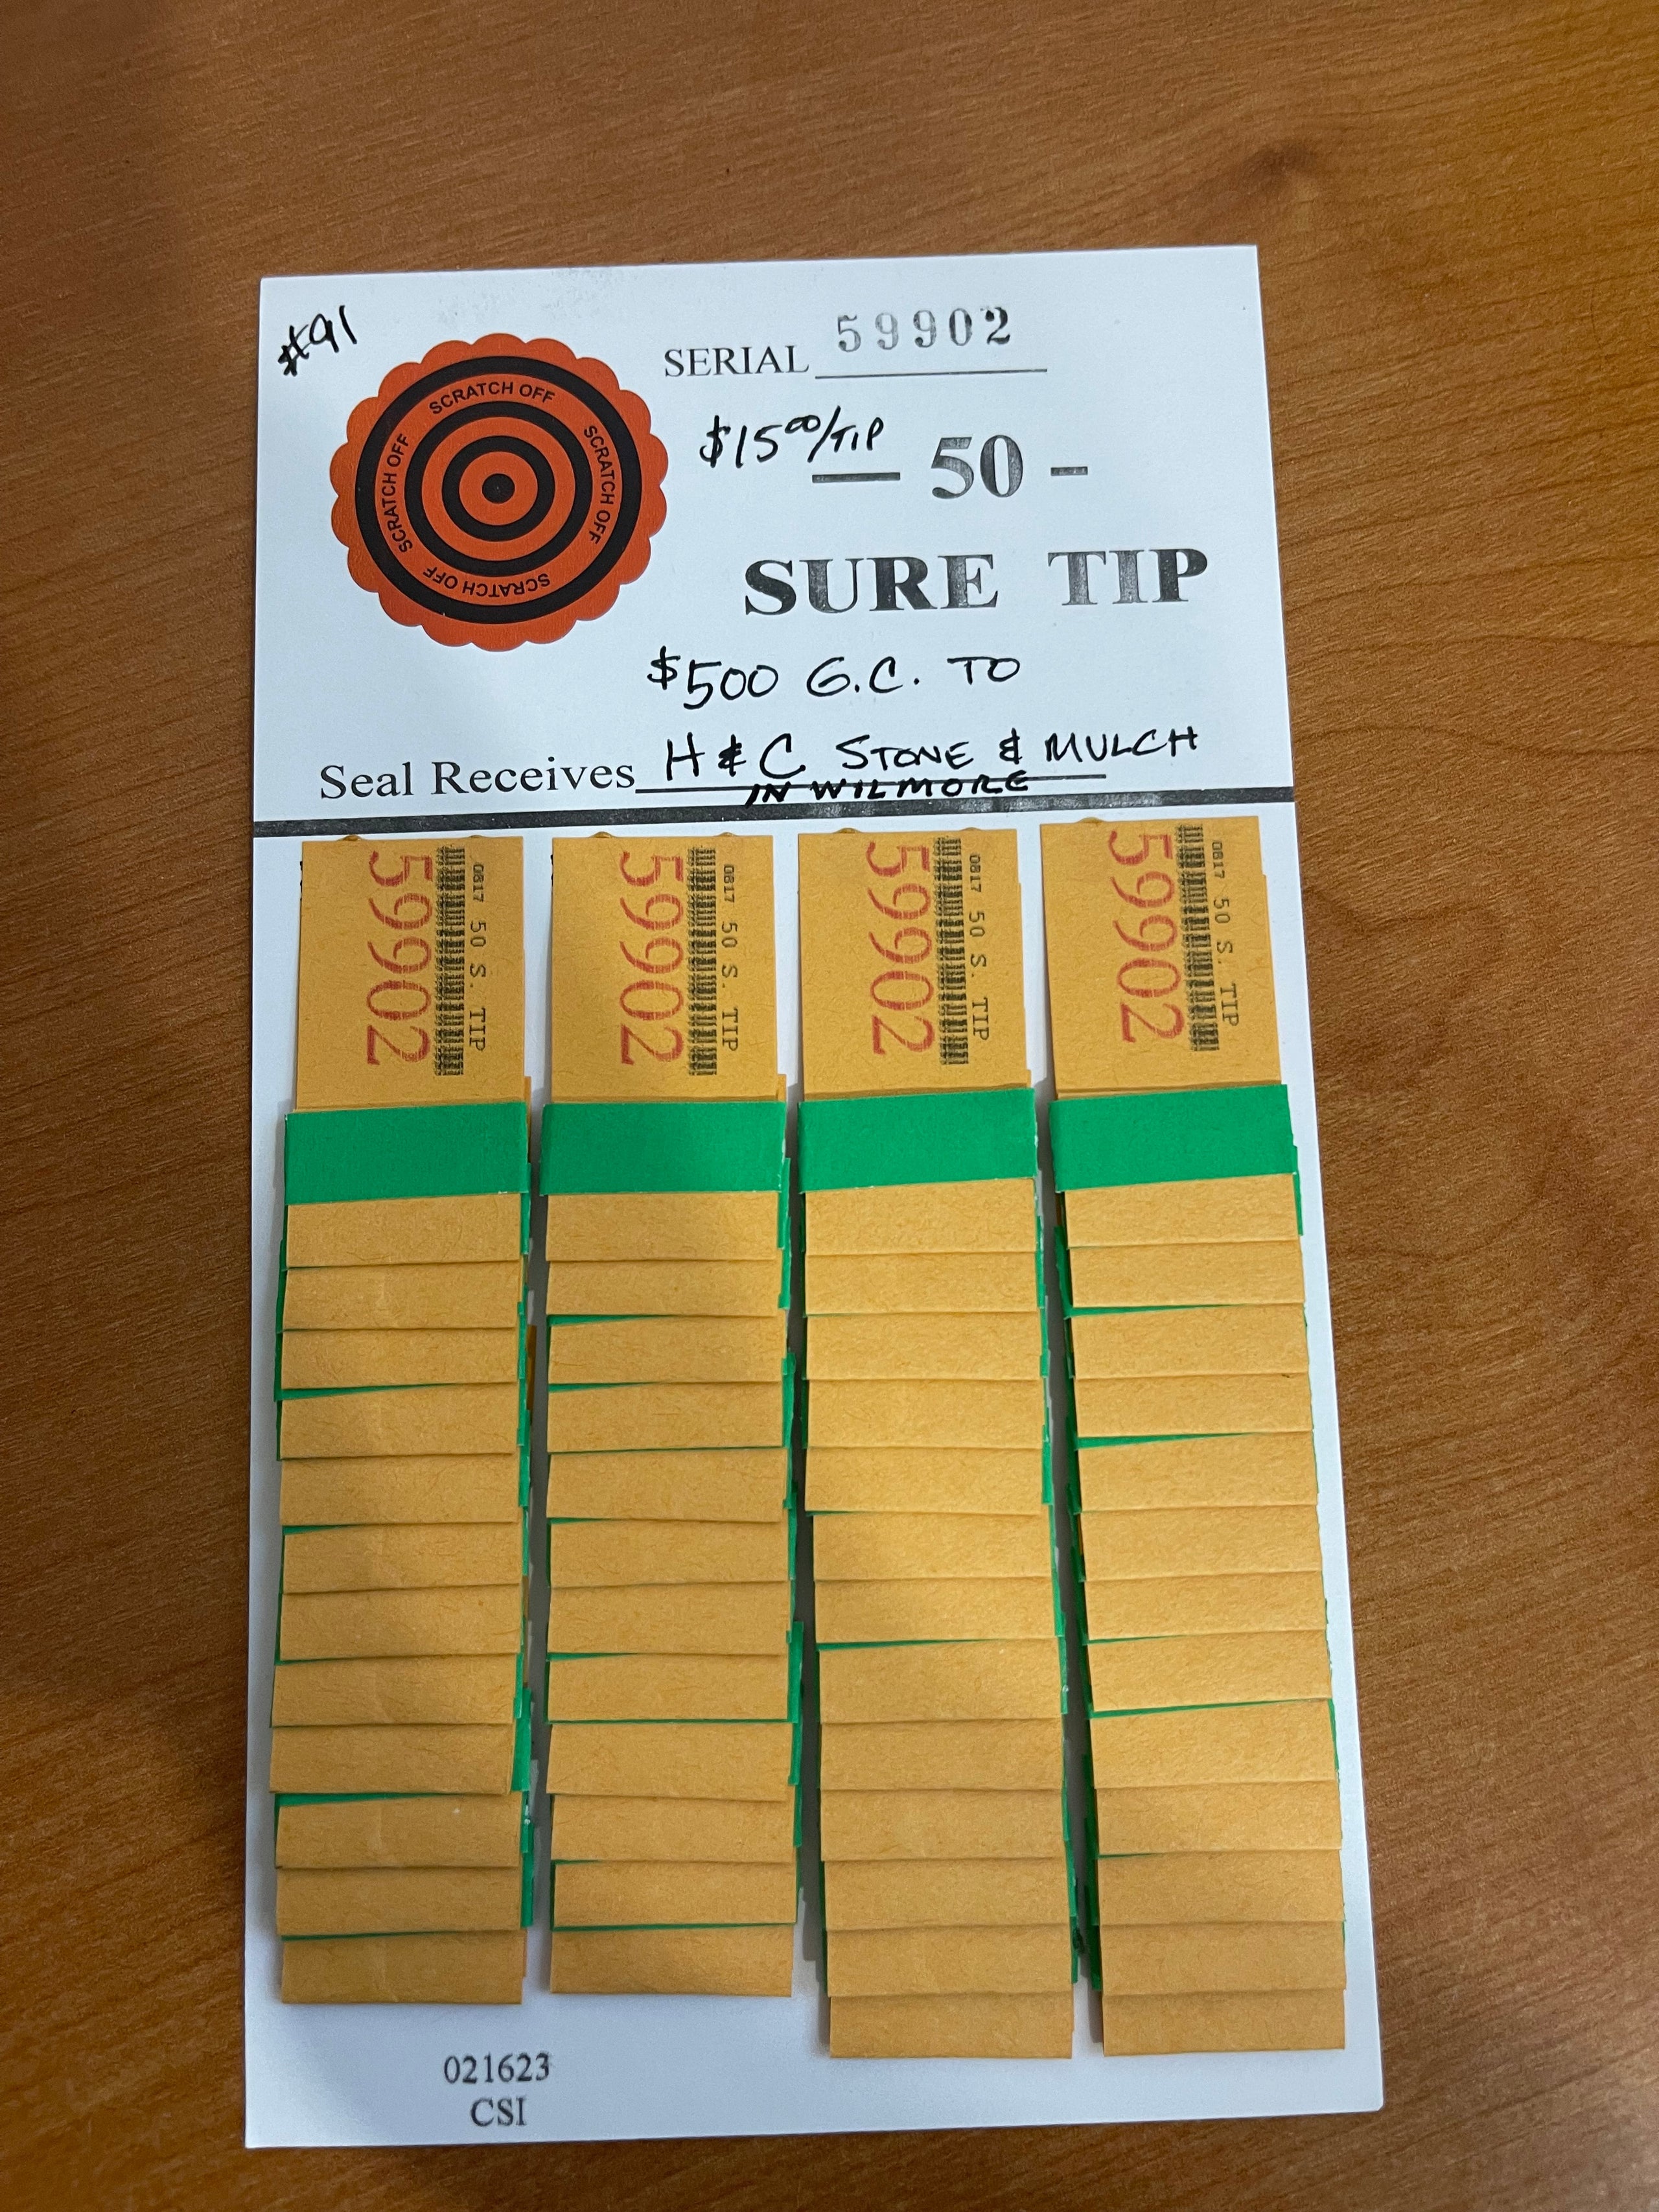 #91
SCRATCH OFF
SCRATCH OFF
SCRATCH OFF
SCRATCH OFF
SERIAL 59902
$15⁰⁰/TIP
— 50 -
SURE TIP
$500 G.C. TO
Seal Receives H & C STONE & MULCH
IN WILMORE
59902
0817 50 S. TIP
59902
0817 50 S. TIP
59902
0817 50 S. TIP
59902
0817 50 S. TIP
021623
CSI